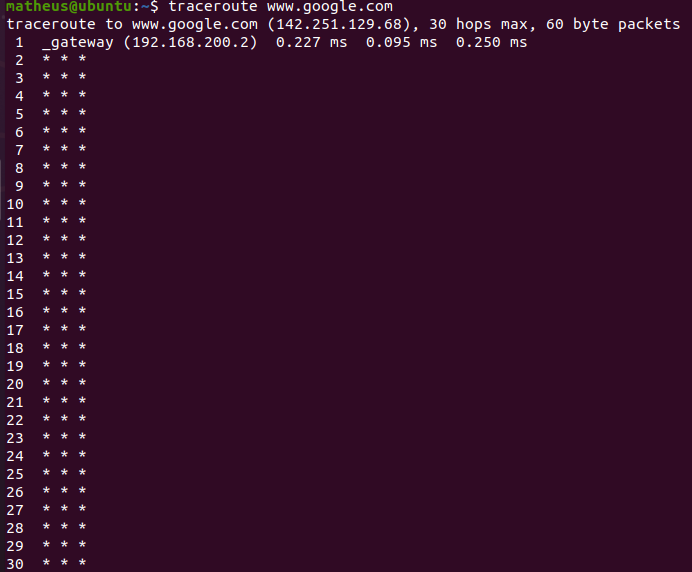 matheus@ubuntu:~$ traceroute www.google.com
traceroute to www.google.com (142.251.129.68), 30 hops max, 60 byte packets
 1  _gateway (192.168.200.2)  0.227 ms  0.095 ms  0.250 ms
 2  * * *
 3  * * *
 4  * * *
 5  * * *
 6  * * *
 7  * * *
 8  * * *
 9  * * *
10  * * *
11  * * *
12  * * *
13  * * *
14  * * *
15  * * *
16  * * *
17  * * *
18  * * *
19  * * *
20  * * *
21  * * *
22  * * *
23  * * *
24  * * *
25  * * *
26  * * *
27  * * *
28  * * *
29  * * *
30  * * *